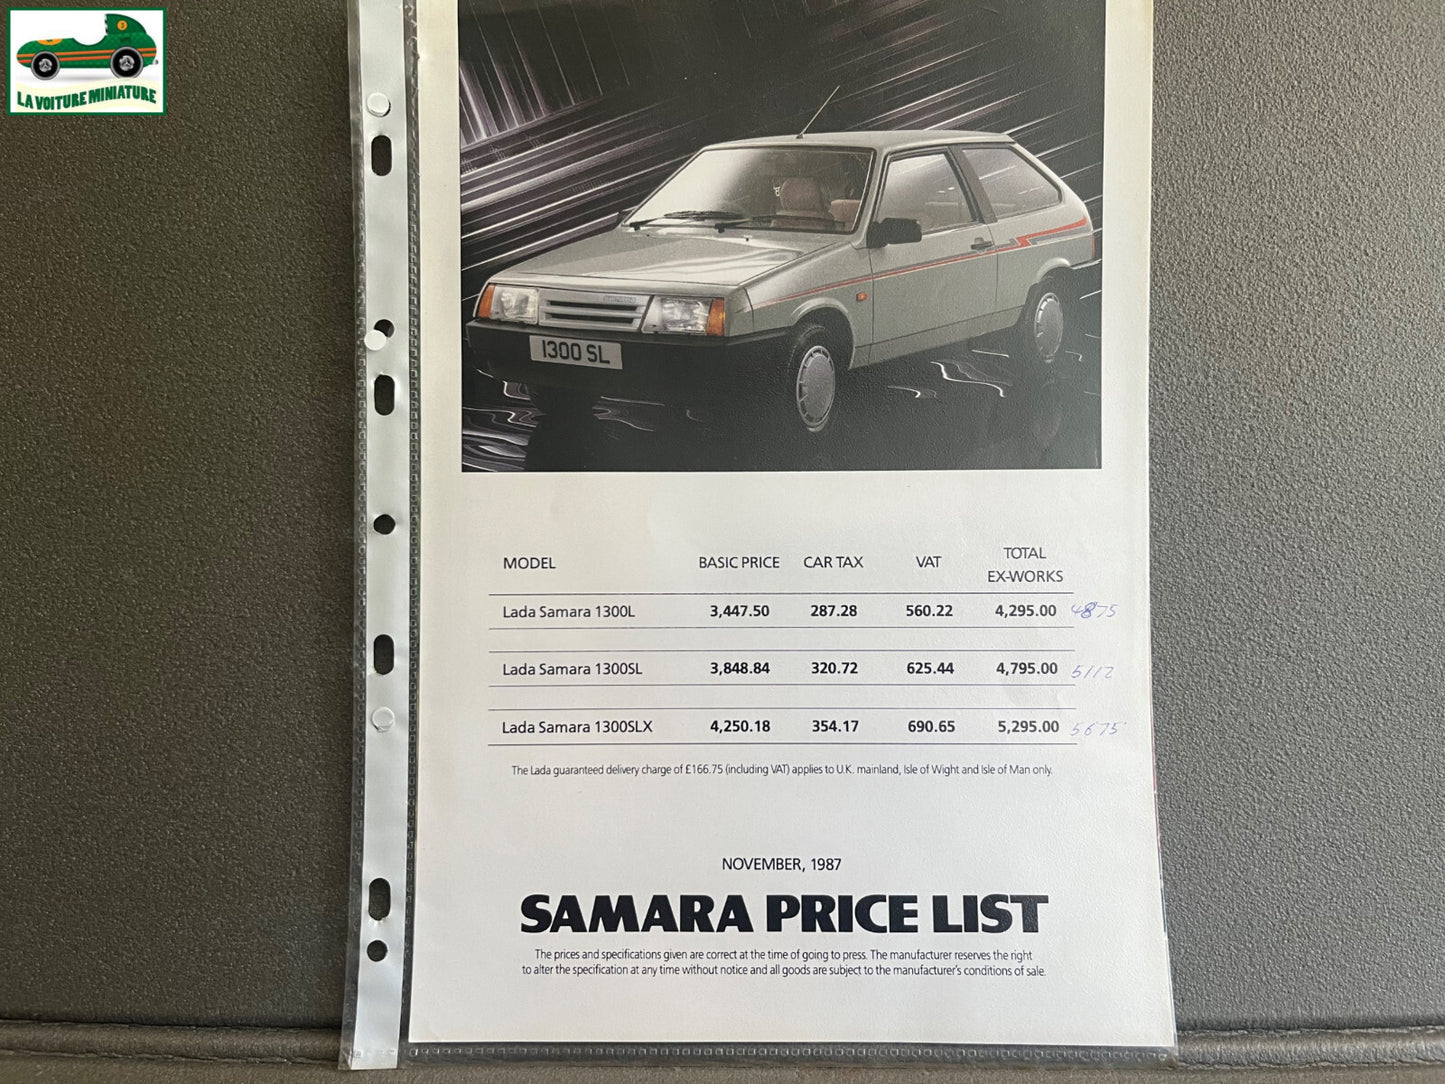 LA VOITURE MINIATURE
1300 SL
MODEL BASIC PRICE CAR TAX VAT TOTAL EX-WORKS
Lada Samara 1300L 3,447.50 287.28 560.22 4,295.00 4875
Lada Samara 1300SL 3,848.84 320.72 625.44 4,795.00 5112
Lada Samara 1300SLX 4,250.18 354.17 690.65 5,295.00 5675
The Lada guaranteed delivery charge of £166.75 (including VAT) applies to U.K. mainland, Isle of Wight and Isle of Man only.
NOVEMBER, 1987
SAMARA PRICE LIST
The prices and specifications given are correct at the time of going to press. The manufacturer reserves the right
to alter the specification at any time without notice and all goods are subject to the manufacturer's conditions of sale.